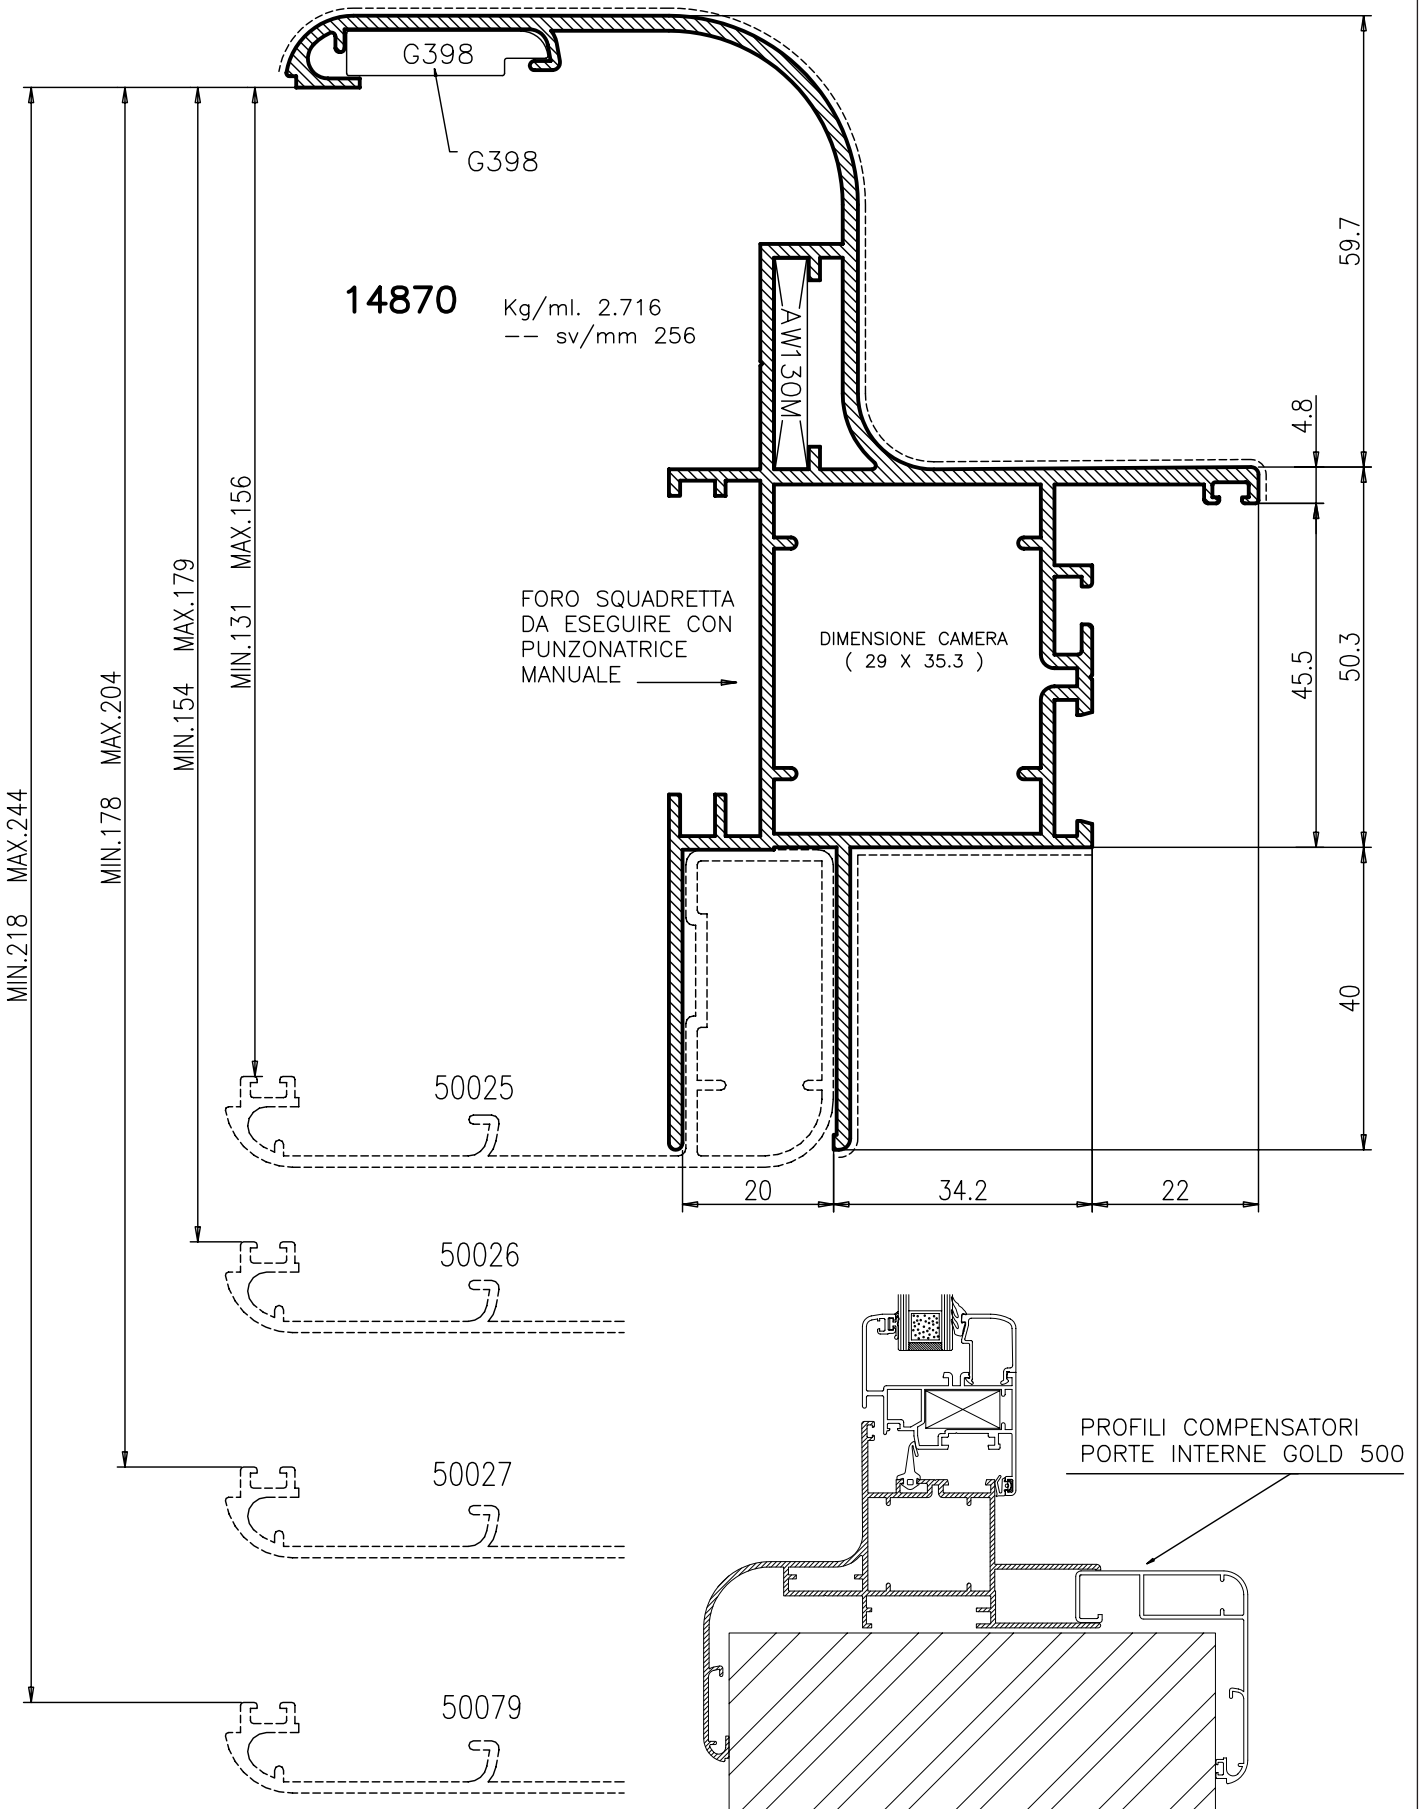 G398
G398
59.7
14870
Kg/ml. 2.716
-- sv/mm 256
AW130M
4.8
MIN.131 MAX.156
MIN.154 MAX.179
MIN.178 MAX.204
MIN.218 MAX.244
FORO SQUADRETTA
DA ESEGUIRE CON
PUNZONATRICE
MANUALE
DIMENSIONE CAMERA
( 29 X 35.3 )
45.5
50.3
40
50025
20
34.2
22
50026
50027
PROFILI COMPENSATORI
PORTE INTERNE GOLD 500
50079